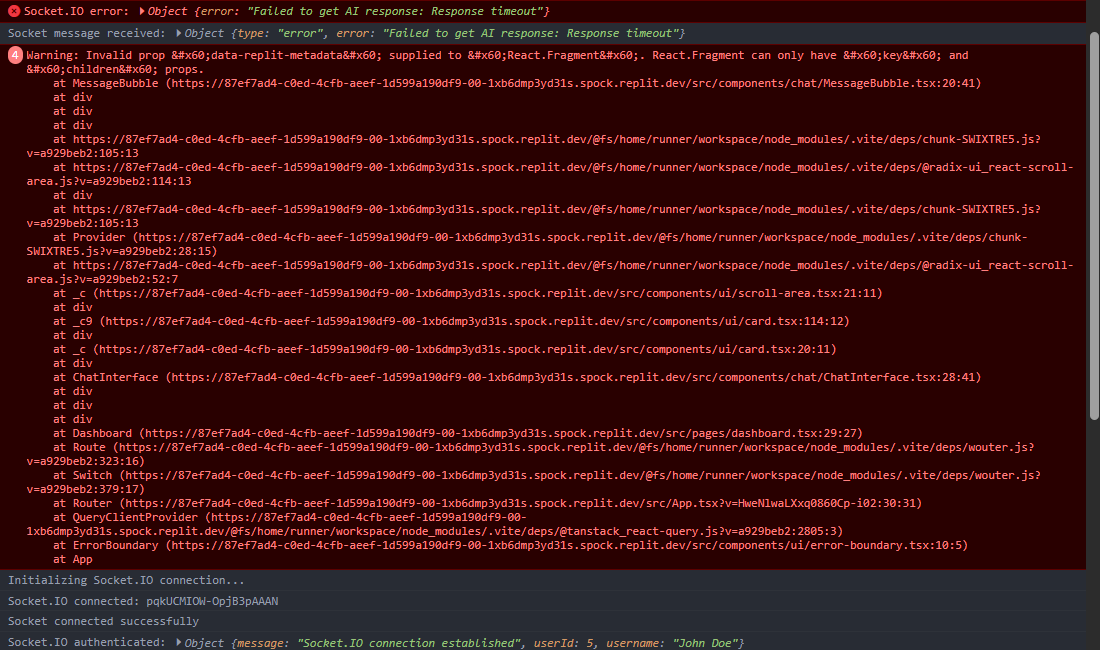 Socket.IO error: ▶Object {error: "Failed to get AI response: Response timeout"}
Socket message received: ▶Object {type: "error", error: "Failed to get AI response: Response timeout"}
4 Warning: Invalid prop &#x60;data-replit-metadata&#x60; supplied to &#x60;React.Fragment&#x60;. React.Fragment can only have &#x60;key&#x60; and
&#x60;children&#x60; props.
at MessageBubble (https://87ef7ad4-c0ed-4cfb-aeef-1d599a190df9-00-1xb6dmp3yd31s.spock.replit.dev/src/components/chat/MessageBubble.tsx:20:41)
at div
at div
at div
at https://87ef7ad4-c0ed-4cfb-aeef-1d599a190df9-00-1xb6dmp3yd31s.spock.replit.dev/@fs/home/runner/workspace/node_modules/.vite/deps/chunk-SWIXTRE5.js?
v=a929beb2:105:13
at https://87ef7ad4-c0ed-4cfb-aeef-1d599a190df9-00-1xb6dmp3yd31s.spock.replit.dev/@fs/home/runner/workspace/node_modules/.vite/deps/@radix-ui_react-scroll-
area.js?v=a929beb2:114:13
at div
at https://87ef7ad4-c0ed-4cfb-aeef-1d599a190df9-00-1xb6dmp3yd31s.spock.replit.dev/@fs/home/runner/workspace/node_modules/.vite/deps/chunk-SWIXTRE5.js?
v=a929beb2:105:13
at Provider (https://87ef7ad4-c0ed-4cfb-aeef-1d599a190df9-00-1xb6dmp3yd31s.spock.replit.dev/@fs/home/runner/workspace/node_modules/.vite/deps/chunk-
SWIXTRE5.js?v=a929beb2:28:15)
at https://87ef7ad4-c0ed-4cfb-aeef-1d599a190df9-00-1xb6dmp3yd31s.spock.replit.dev/@fs/home/runner/workspace/node_modules/.vite/deps/@radix-ui_react-scroll-
area.js?v=a929beb2:52:7
at _c (https://87ef7ad4-c0ed-4cfb-aeef-1d599a190df9-00-1xb6dmp3yd31s.spock.replit.dev/src/components/ui/scroll-area.tsx:21:11)
at div
at _c9 (https://87ef7ad4-c0ed-4cfb-aeef-1d599a190df9-00-1xb6dmp3yd31s.spock.replit.dev/src/components/ui/card.tsx:114:12)
at div
at _c (https://87ef7ad4-c0ed-4cfb-aeef-1d599a190df9-00-1xb6dmp3yd31s.spock.replit.dev/src/components/ui/card.tsx:20:11)
at div
at ChatInterface (https://87ef7ad4-c0ed-4cfb-aeef-1d599a190df9-00-1xb6dmp3yd31s.spock.replit.dev/src/components/chat/ChatInterface.tsx:28:41)
at div
at div
at div
at Dashboard (https://87ef7ad4-c0ed-4cfb-aeef-1d599a190df9-00-1xb6dmp3yd31s.spock.replit.dev/src/pages/dashboard.tsx:29:27)
at Route (https://87ef7ad4-c0ed-4cfb-aeef-1d599a190df9-00-1xb6dmp3yd31s.spock.replit.dev/@fs/home/runner/workspace/node_modules/.vite/deps/wouter.js?
v=a929beb2:323:16)
at Switch (https://87ef7ad4-c0ed-4cfb-aeef-1d599a190df9-00-1xb6dmp3yd31s.spock.replit.dev/@fs/home/runner/workspace/node_modules/.vite/deps/wouter.js?
v=a929beb2:379:17)
at Router (https://87ef7ad4-c0ed-4cfb-aeef-1d599a190df9-00-1xb6dmp3yd31s.spock.replit.dev/src/App.tsx?v=HweNlwaLXxq0860Cp-i02:30:31)
at QueryClientProvider (https://87ef7ad4-c0ed-4cfb-aeef-1d599a190df9-00-
1xb6dmp3yd31s.spock.replit.dev/@fs/home/runner/workspace/node_modules/.vite/deps/@tanstack_react-query.js?v=a929beb2:2805:3)
at ErrorBoundary (https://87ef7ad4-c0ed-4cfb-aeef-1d599a190df9-00-1xb6dmp3yd31s.spock.replit.dev/src/components/ui/error-boundary.tsx:10:5)
at App
Initializing Socket.IO connection...
Socket.IO connected: pqkUCMIOW-OpjB3pAAAN
Socket connected successfully
Socket.IO authenticated: ▶Object {message: "Socket.IO connection established", userId: 5, username: "John Doe"}